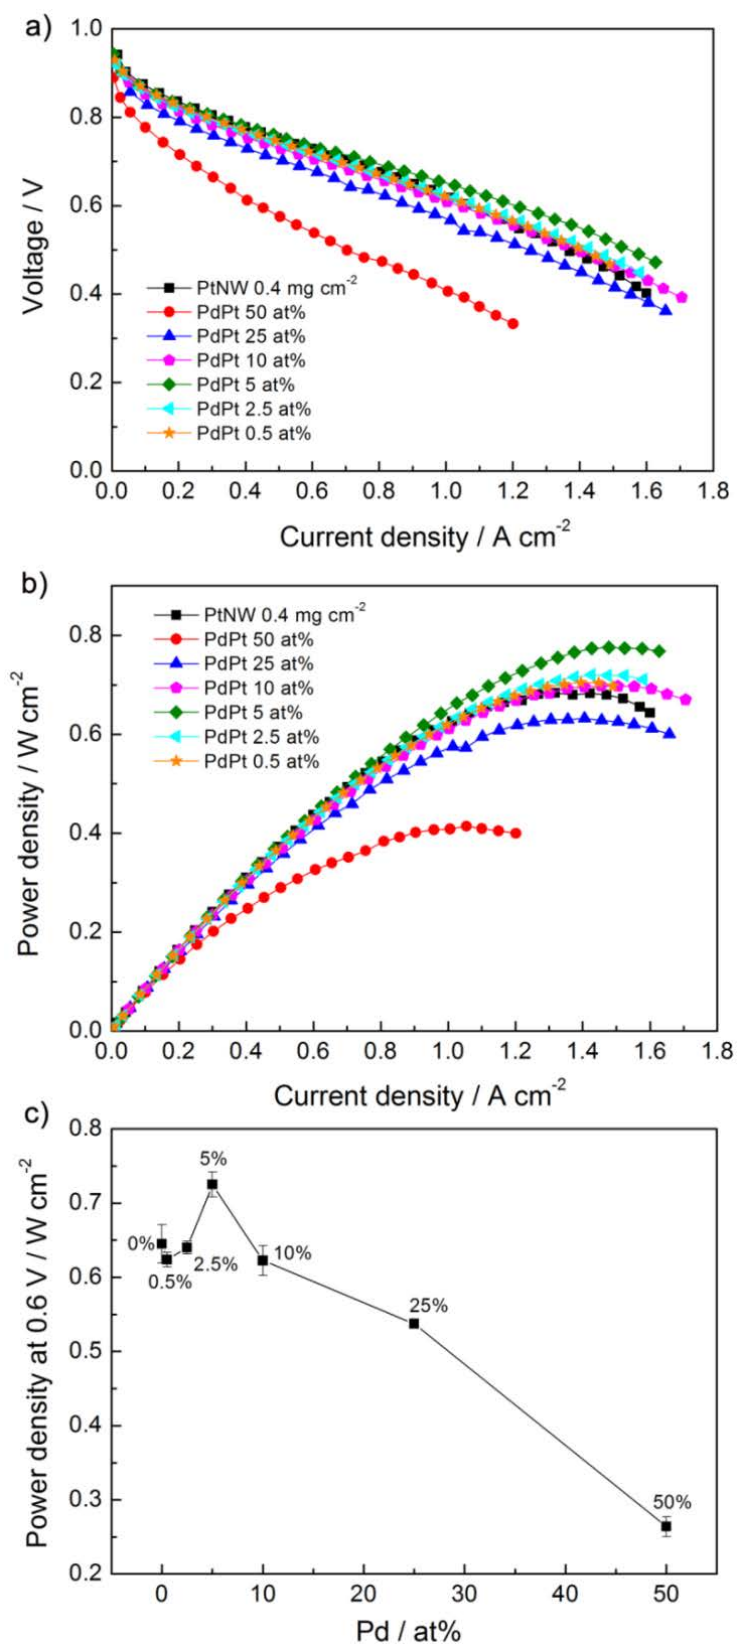 a)
1.0
0.8
0.6
0.4
0.2
0.0
Voltage / V
PtNW 0.4 mg cm⁻²
PdPt 50 at%
PdPt 25 at%
PdPt 10 at%
PdPt 5 at%
PdPt 2.5 at%
PdPt 0.5 at%
0.0 0.2 0.4 0.6 0.8 1.0 1.2 1.4 1.6 1.8
Current density / A cm⁻²
b)
0.8
0.6
0.4
0.2
0.0
Power density / W cm⁻²
PtNW 0.4 mg cm⁻²
PdPt 50 at%
PdPt 25 at%
PdPt 10 at%
PdPt 5 at%
PdPt 2.5 at%
PdPt 0.5 at%
0.0 0.2 0.4 0.6 0.8 1.0 1.2 1.4 1.6 1.8
Current density / A cm⁻²
c)
0.8
0.7
0.6
0.5
0.4
0.3
0.2
Power density at 0.6 V / W cm⁻²
5%
0%
0.5%
2.5%
10%
25%
50%
0 10 20 30 40 50
Pd / at%